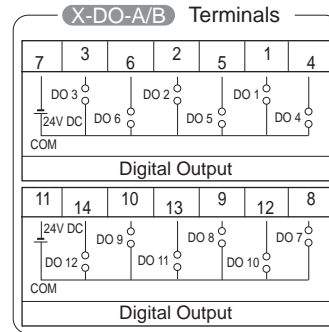 X-DO-A/B Terminals
7 3 6 2 5 1 4
DO 3 DO 2 DO 1
24V DC DO 6 DO 5 DO 4
COM
Digital Output
11 14 10 13 9 12 8
24V DC DO 9 DO 8 DO 7
DO 12 DO 11 DO 10
COM
Digital Output